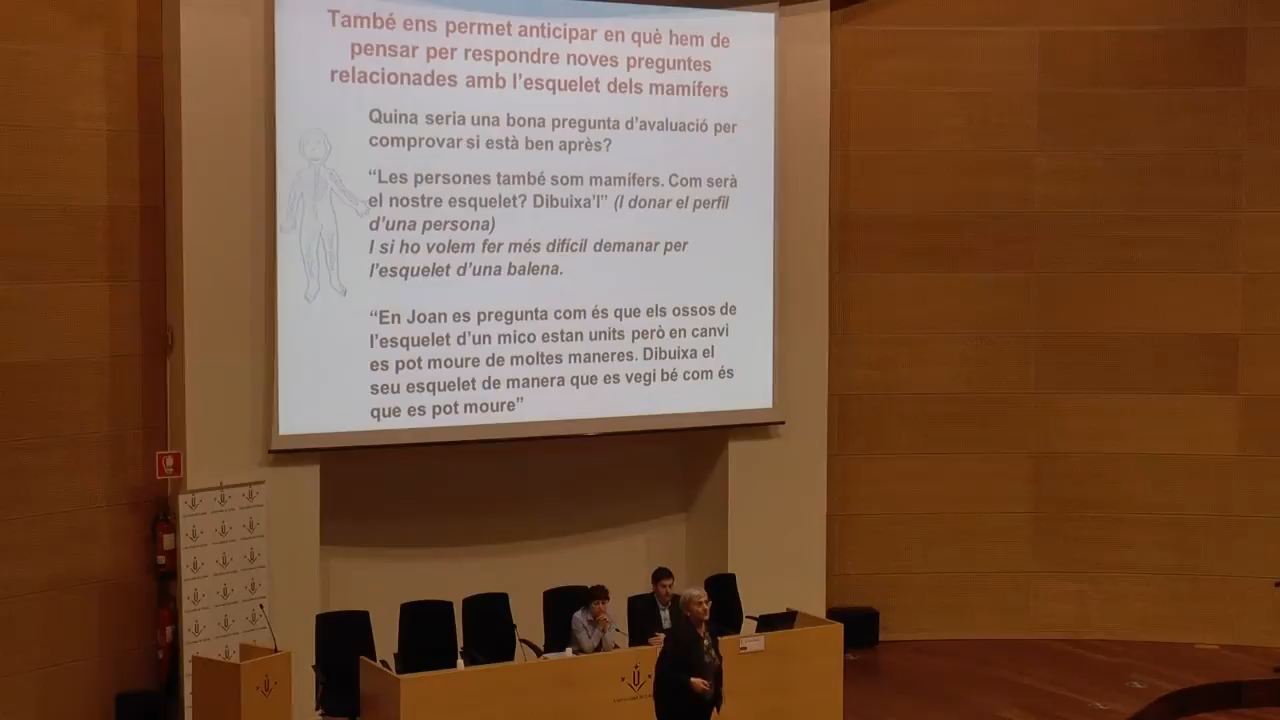 També ens permet anticipar en què hem de
pensar per respondre noves preguntes
relacionades amb l'esquelet dels mamífers
Quina seria una bona pregunta d'avaluació per
comprovar si està ben après?
“Les persones també som mamífers. Com serà
el nostre esquelet? Dibuixa'l” (I donar el perfil
d'una persona)
I si ho volem fer més difícil demanar per
l'esquelet d'una balena.
“En Joan es pregunta com és que els ossos de
l'esquelet d'un mico estan units però en canvi
es pot moure de moltes maneres. Dibuixa el
seu esquelet de manera que es vegi bé com és
que es pot moure”